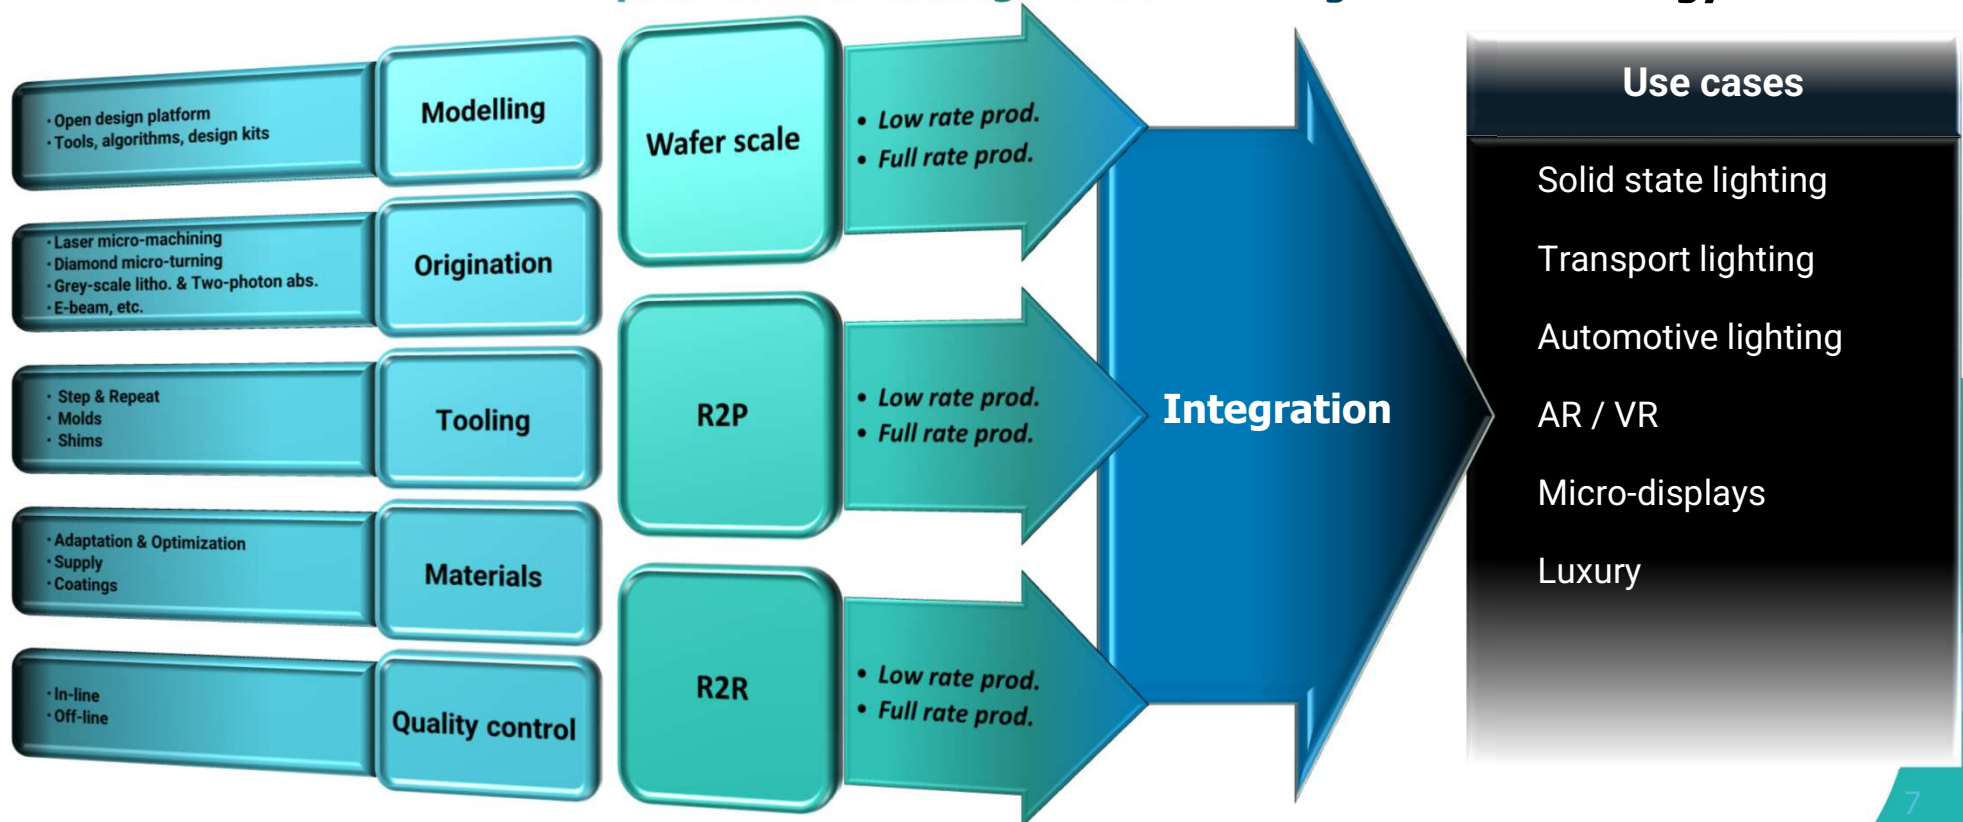 • Open design platform
• Tools, algorithms, design kits
Modelling
• Laser micro-machining
• Diamond micro-turning
• Grey-scale litho. & Two-photon abs.
• E-beam, etc.
Origination
• Step & Repeat
• Molds
• Shims
Tooling
• Adaptation & Optimization
• Supply
• Coatings
Materials
• In-line
• Off-line
Quality control
Wafer scale
• Low rate prod.
• Full rate prod.
R2P
• Low rate prod.
• Full rate prod.
R2R
• Low rate prod.
• Full rate prod.
Integration
Use cases
Solid state lighting
Transport lighting
Automotive lighting
AR / VR
Micro-displays
Luxury
7